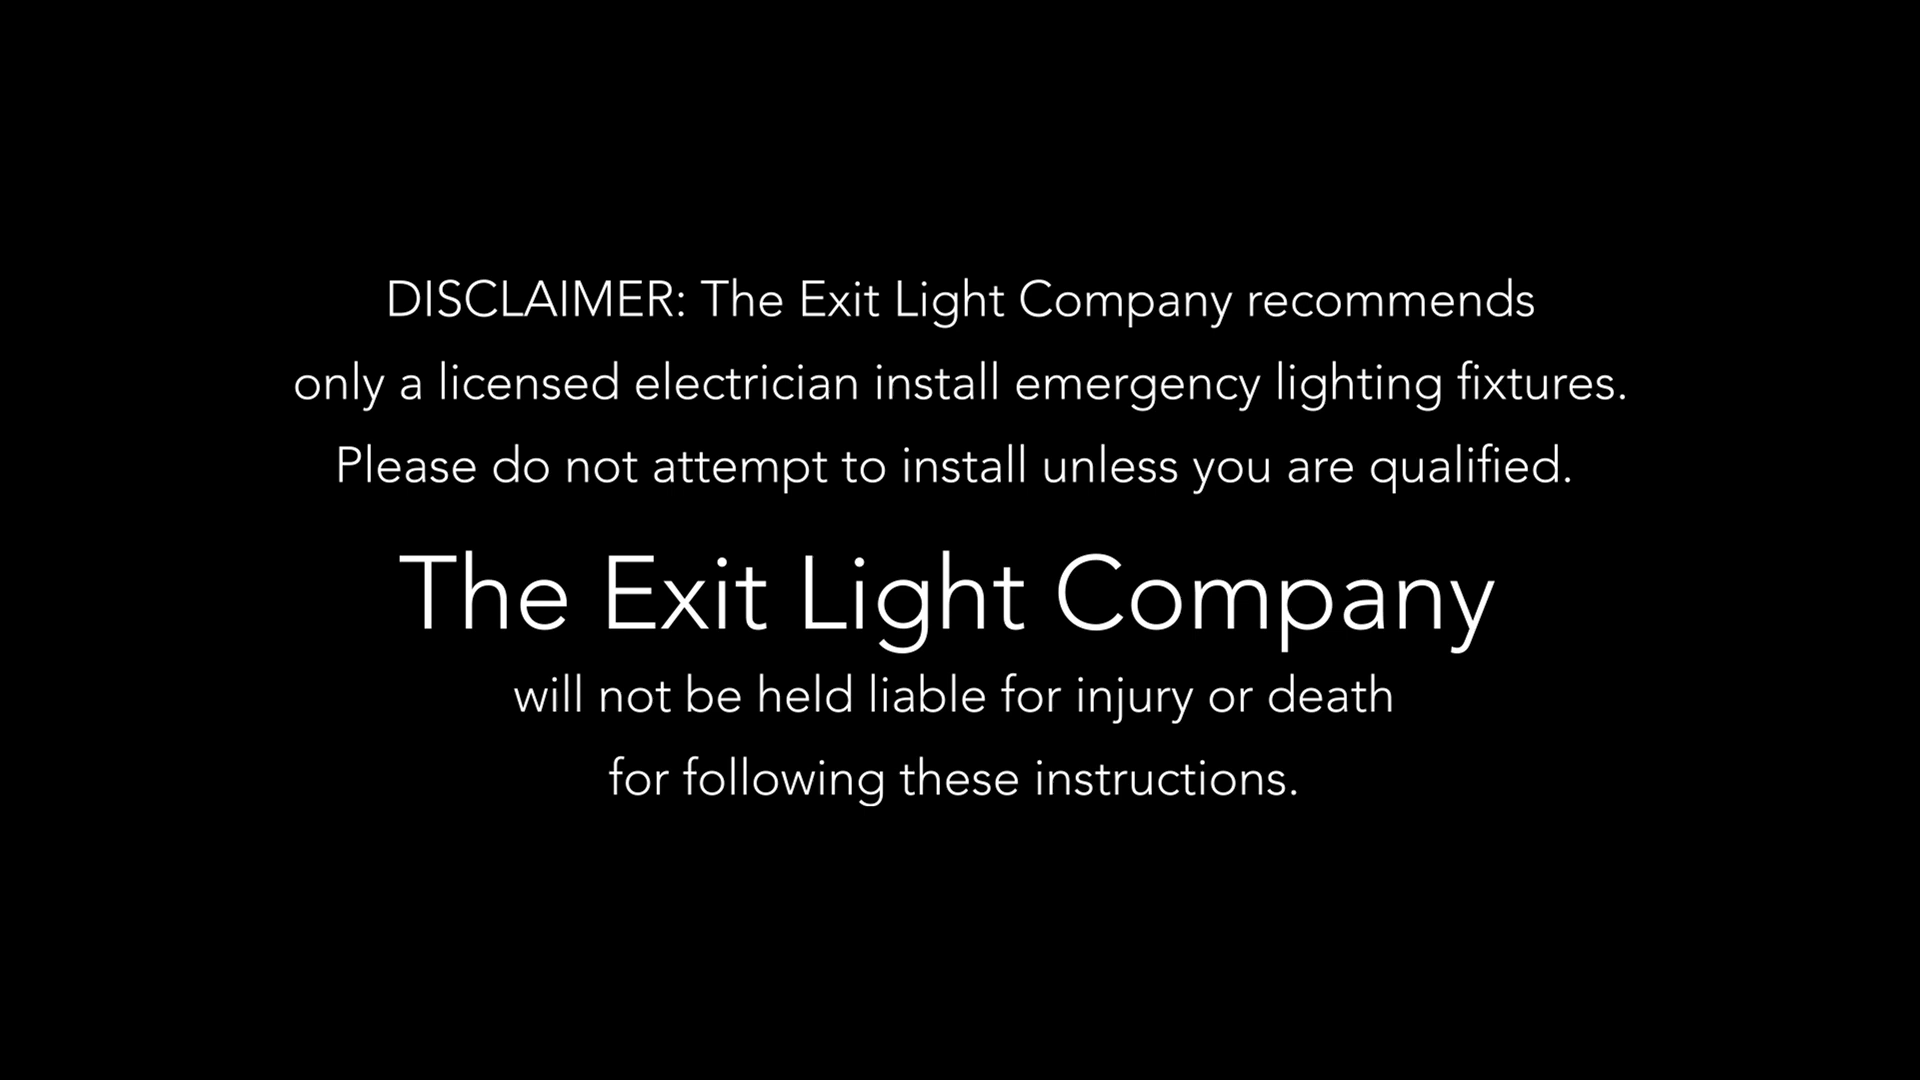 DISCLAIMER: The Exit Light Company recommends
only a licensed electrician install emergency lighting fixtures.
Please do not attempt to install unless you are qualified.
The Exit Light Company
will not be held liable for injury or death
for following these instructions.